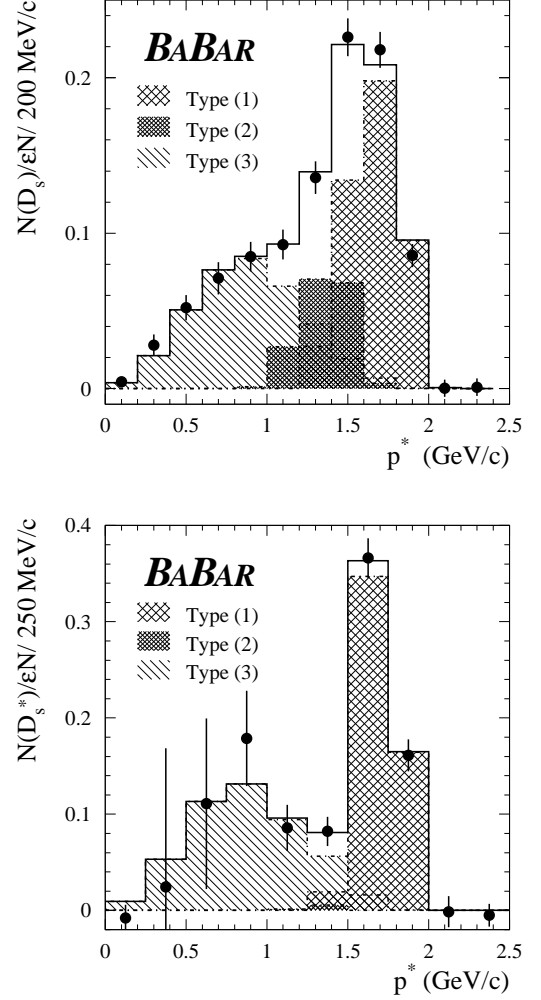 N(D_s)/εN/ 200 MeV/c
BABAR
Type (1)
Type (2)
Type (3)
0.2
0.1
0
0 0.5 1 1.5 2 2.5
p* (GeV/c)
N(D_s*)/εN/ 250 MeV/c
BABAR
Type (1)
Type (2)
Type (3)
0.4
0.3
0.2
0.1
0
0 0.5 1 1.5 2 2.5
p* (GeV/c)